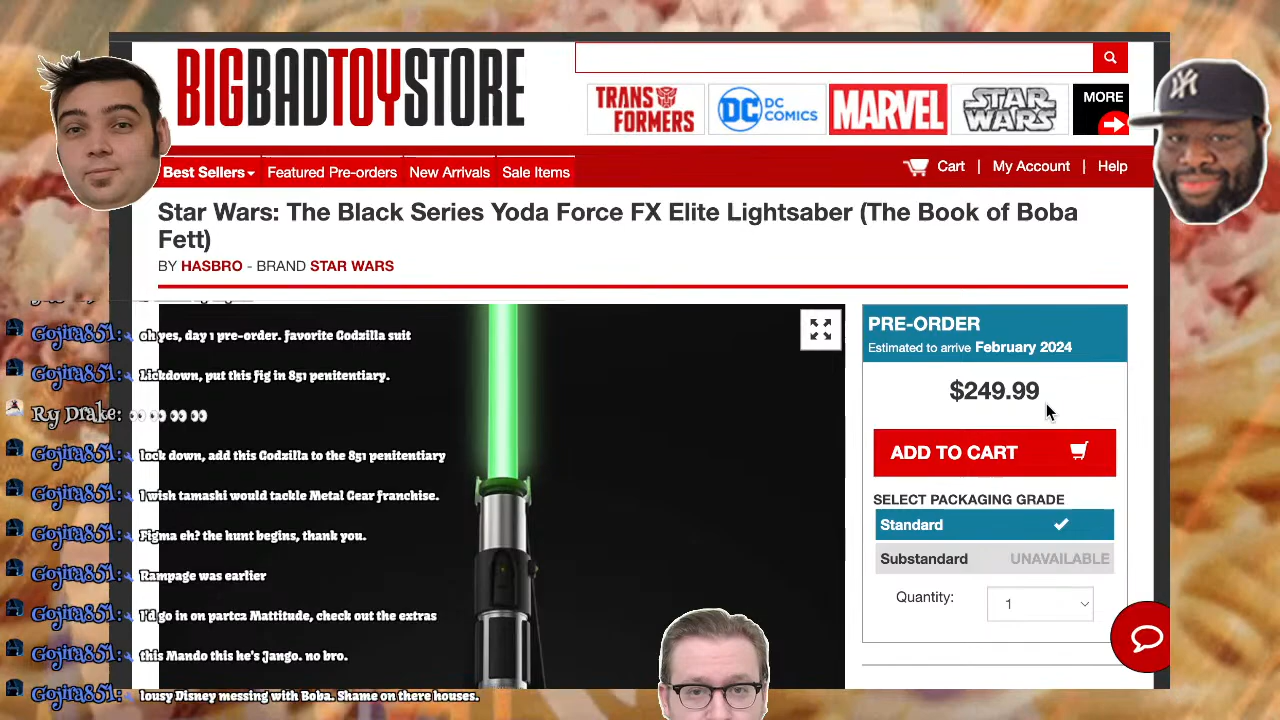 BIGBADTOYSTORE
TRANSFORMERS
DC
DC COMICS
MARVEL
STAR WARS
MORE
Best Sellers
Featured Pre-orders
New Arrivals
Sale Items
Cart | My Account | Help
Star Wars: The Black Series Yoda Force FX Elite Lightsaber (The Book of Boba
Fett)
BY HASBRO - BRAND STAR WARS
Gojira851: oh yes, day 1 pre-order. favorite Godzilla suit
Gojira851: Lickdown, put this fig in 851 penitentiary.
Ry Drake: 👀 👀 👀 👀
Gojira851: lock down, add this Godzilla to the 851 penitentiary
Gojira851: I wish tamashi would tackle Metal Gear franchise.
Gojira851: Figma eh? the hunt begins, thank you.
Gojira851: Rampage was earlier
Gojira851: I'd go in on partc2 Mattitude, check out the extras
Gojira851: this Mando this he's Jango. no bro.
Gojira851: lousy Disney messing with Boba. Shame on there houses.
PRE-ORDER
Estimated to arrive February 2024
$249.99
ADD TO CART
SELECT PACKAGING GRADE
Standard
Substandard UNAVAILABLE
Quantity: 1